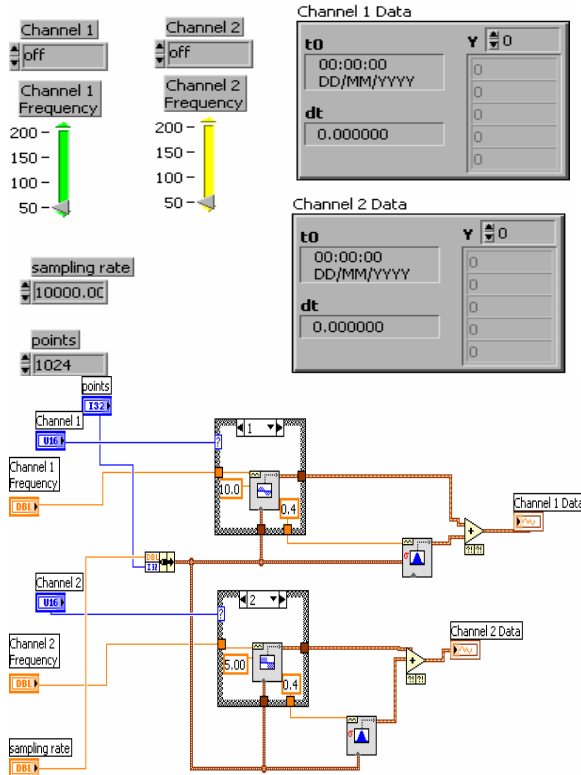 Channel 1
off
Channel 2
off
Channel 1
Frequency
200
150
100
50
Channel 2
Frequency
200
150
100
50
Channel 1 Data
t0
00:00:00
DD/MM/YYYY
dt
0.000000
Y
0
0
0
0
0
0
Channel 2 Data
t0
00:00:00
DD/MM/YYYY
dt
0.000000
Y
0
0
0
0
0
0
sampling rate
10000.00
points
1024
points
I32
Channel 1
U16
Channel 1
Frequency
DBL
1
?
10.0
0.4
σ
Channel 1 Data
DBL
Channel 2
U16
2
?
Channel 2
Frequency
DBL
5.00
0.4
σ
Channel 2 Data
?! ?!
?! ?!
sampling rate
DBL